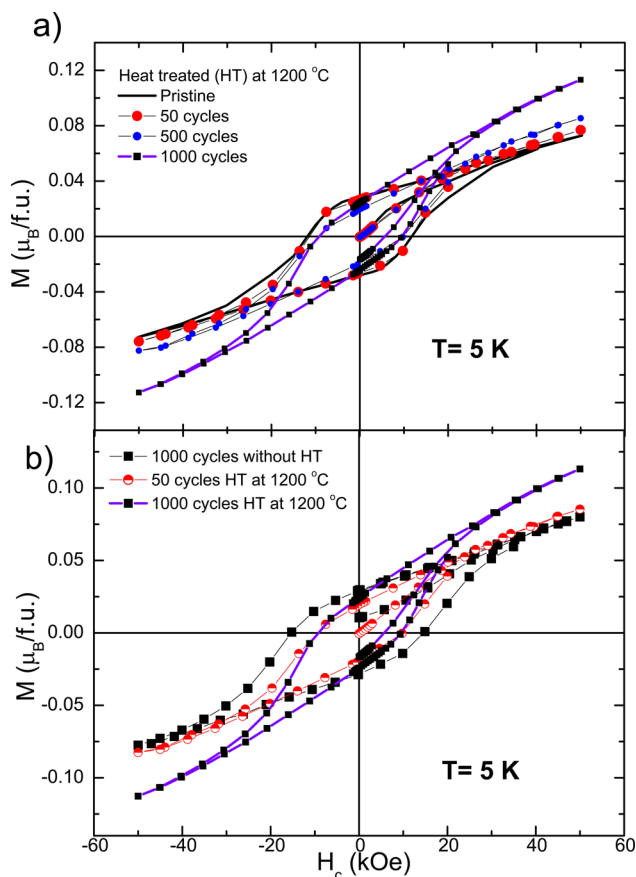 a)
Heat treated (HT) at 1200 °C
Pristine
50 cycles
500 cycles
1000 cycles
0.12
0.08
0.04
0.00
-0.04
-0.08
-0.12
M (μB/f.u.)
T= 5 K
b)
1000 cycles without HT
50 cycles HT at 1200 °C
1000 cycles HT at 1200 °C
0.10
0.05
0.00
-0.05
-0.10
M (μB/f.u.)
T= 5 K
-60 -40 -20 0 20 40 60
Hc (kOe)